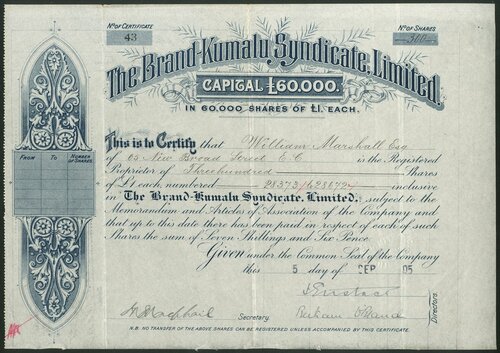 No OF CERTIFICATE
43
No OF SHARES
300
The Brand-Kumalu Syndicate, Limited.
CAPITAL £60,000.
IN 60,000 SHARES OF £1. EACH.
This is to Certify that William Marshall Esq
of 65 New Broad Street E.C. is the Registered
Proprietor of Threehundred Shares
of £1 each, numbered 28373/ inclusive
in The Brand-Kumalu Syndicate, Limited, subject to the
Memorandum and Articles of Association of the Company and
that up to this date there has been paid in respect of each of such
Shares the sum of Seven Shillings and Six Pence.
Given under the Common Seal of the Company
this 5 day of SEP 05
FROM
TO
NUMBER OF SHARES
Directors.
Secretary.
N.B. NO TRANSFER OF THE ABOVE SHARES CAN BE REGISTERED UNLESS ACCOMPANIED BY THIS CERTIFICATE.